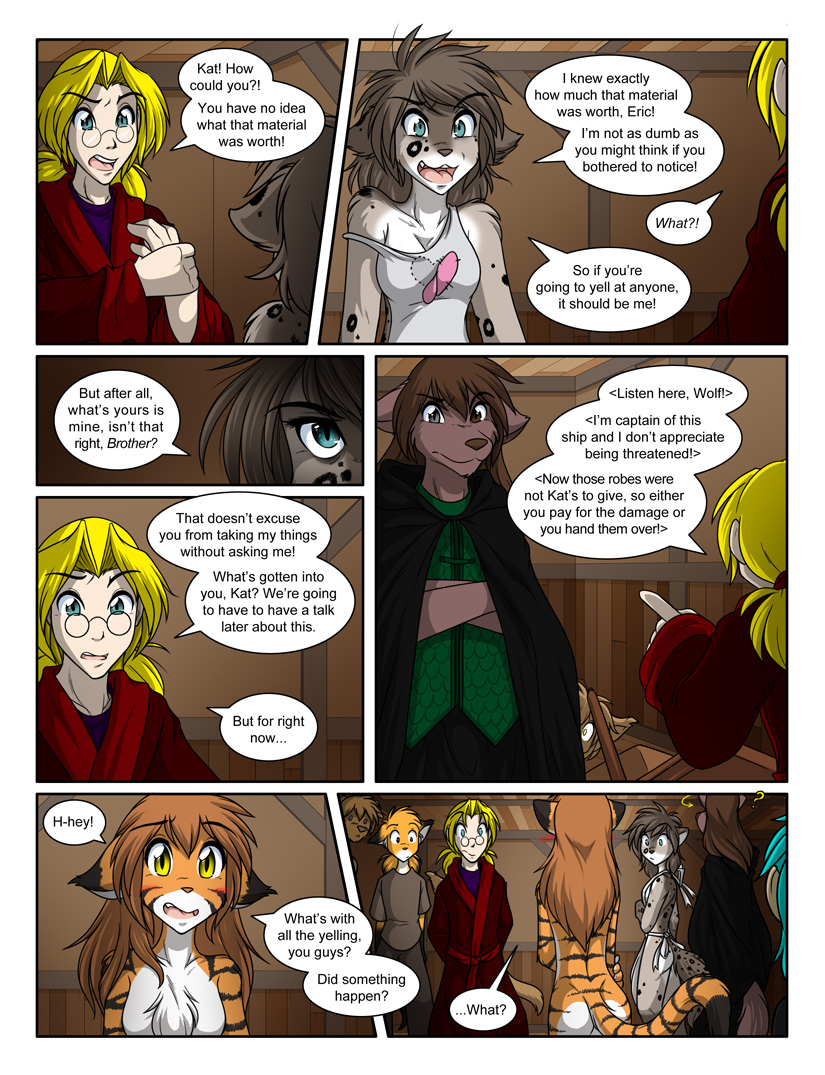 Kat! How
could you?!
You have no idea
what that material
was worth!
I knew exactly
how much that material
was worth, Eric!
I'm not as dumb as
you might think if you
bothered to notice!
What?!
So if you're
going to yell at anyone,
it should be me!
But after all,
what's yours is
mine, isn't that
right, Brother?
That doesn't excuse
you from taking my things
without asking me!
What's gotten into
you, Kat? We're going
to have to have a talk
later about this.
But for right
now...
<Listen here, Wolf!>
<I'm captain of this
ship and I don't appreciate
being threatened!>
<Now those robes were
not Kat's to give, so either
you pay for the damage or
you hand them over!>
H-hey!
What's with
all the yelling,
you guys?
Did something
happen?
?
...What?